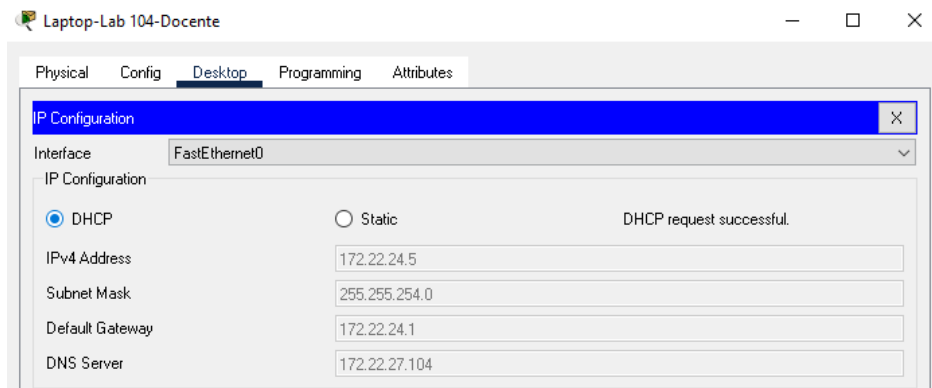 Laptop-Lab 104-Docente
Physical Config Desktop Programming Attributes
IP Configuration X
Interface FastEthernet0
IP Configuration
DHCP Static DHCP request successful.
IPv4 Address 172.22.24.5
Subnet Mask 255.255.254.0
Default Gateway 172.22.24.1
DNS Server 172.22.27.104